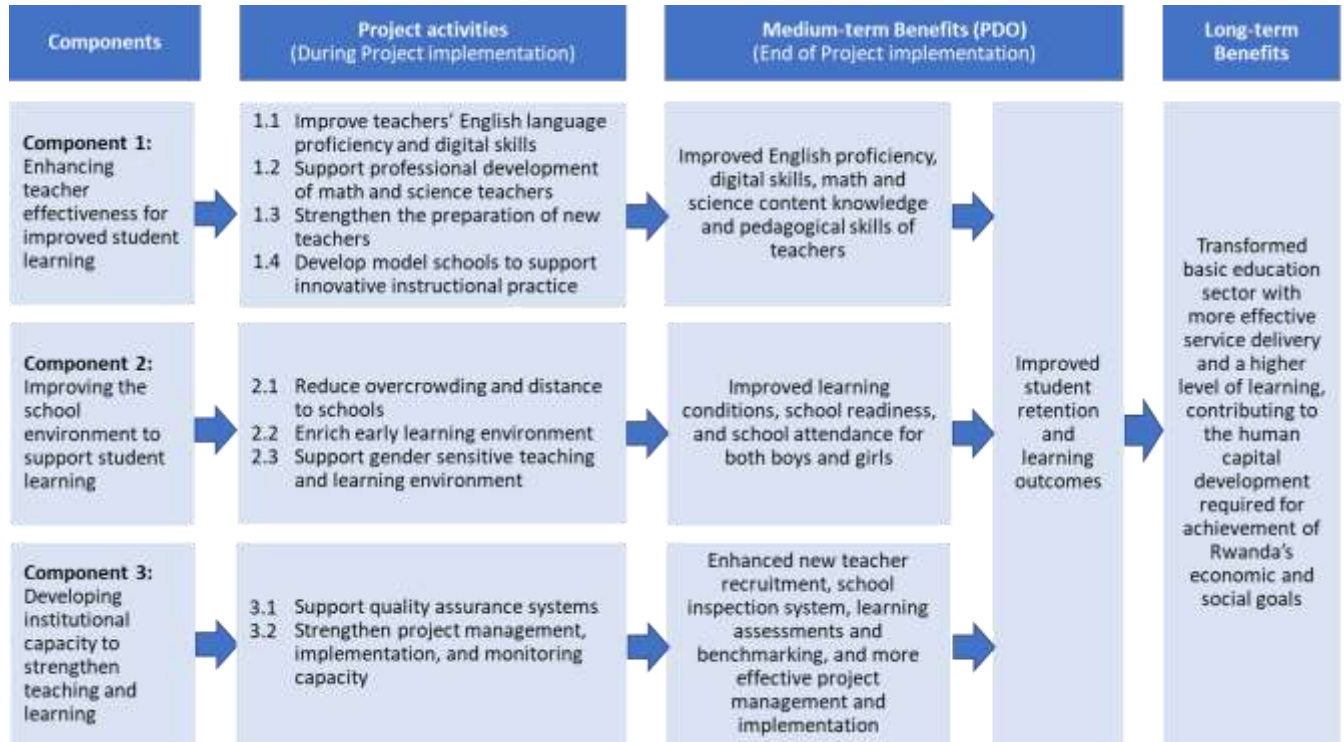 Components
Project activities
(During Project implementation)
Medium-term Benefits (PDO)
(End of Project implementation)
Long-term
Benefits
Component 1:
Enhancing
teacher
effectiveness for
improved student
learning
1.1 Improve teachers' English language
proficiency and digital skills
1.2 Support professional development
of math and science teachers
1.3 Strengthen the preparation of new
teachers
1.4 Develop model schools to support
innovative instructional practice
Improved English proficiency,
digital skills, math and
science content knowledge
and pedagogical skills of
teachers
Component 2:
Improving the
school
environment to
support student
learning
2.1 Reduce overcrowding and distance
to schools
2.2 Enrich early learning environment
2.3 Support gender sensitive teaching
and learning environment
Improved learning
conditions, school readiness,
and school attendance for
both boys and girls
Component 3:
Developing
institutional
capacity to
strengthen
teaching and
learning
3.1 Support quality assurance systems
3.2 Strengthen project management,
implementation, and monitoring
capacity
Enhanced new teacher
recruitment, school
inspection system, learning
assessments and
benchmarking, and more
effective project
management and
implementation
Improved
student
retention
and
learning
outcomes
Transformed
basic education
sector with
more effective
service delivery
and a higher
level of learning,
contributing to
the human
capital
development
required for
achievement of
Rwanda's
economic and
social goals